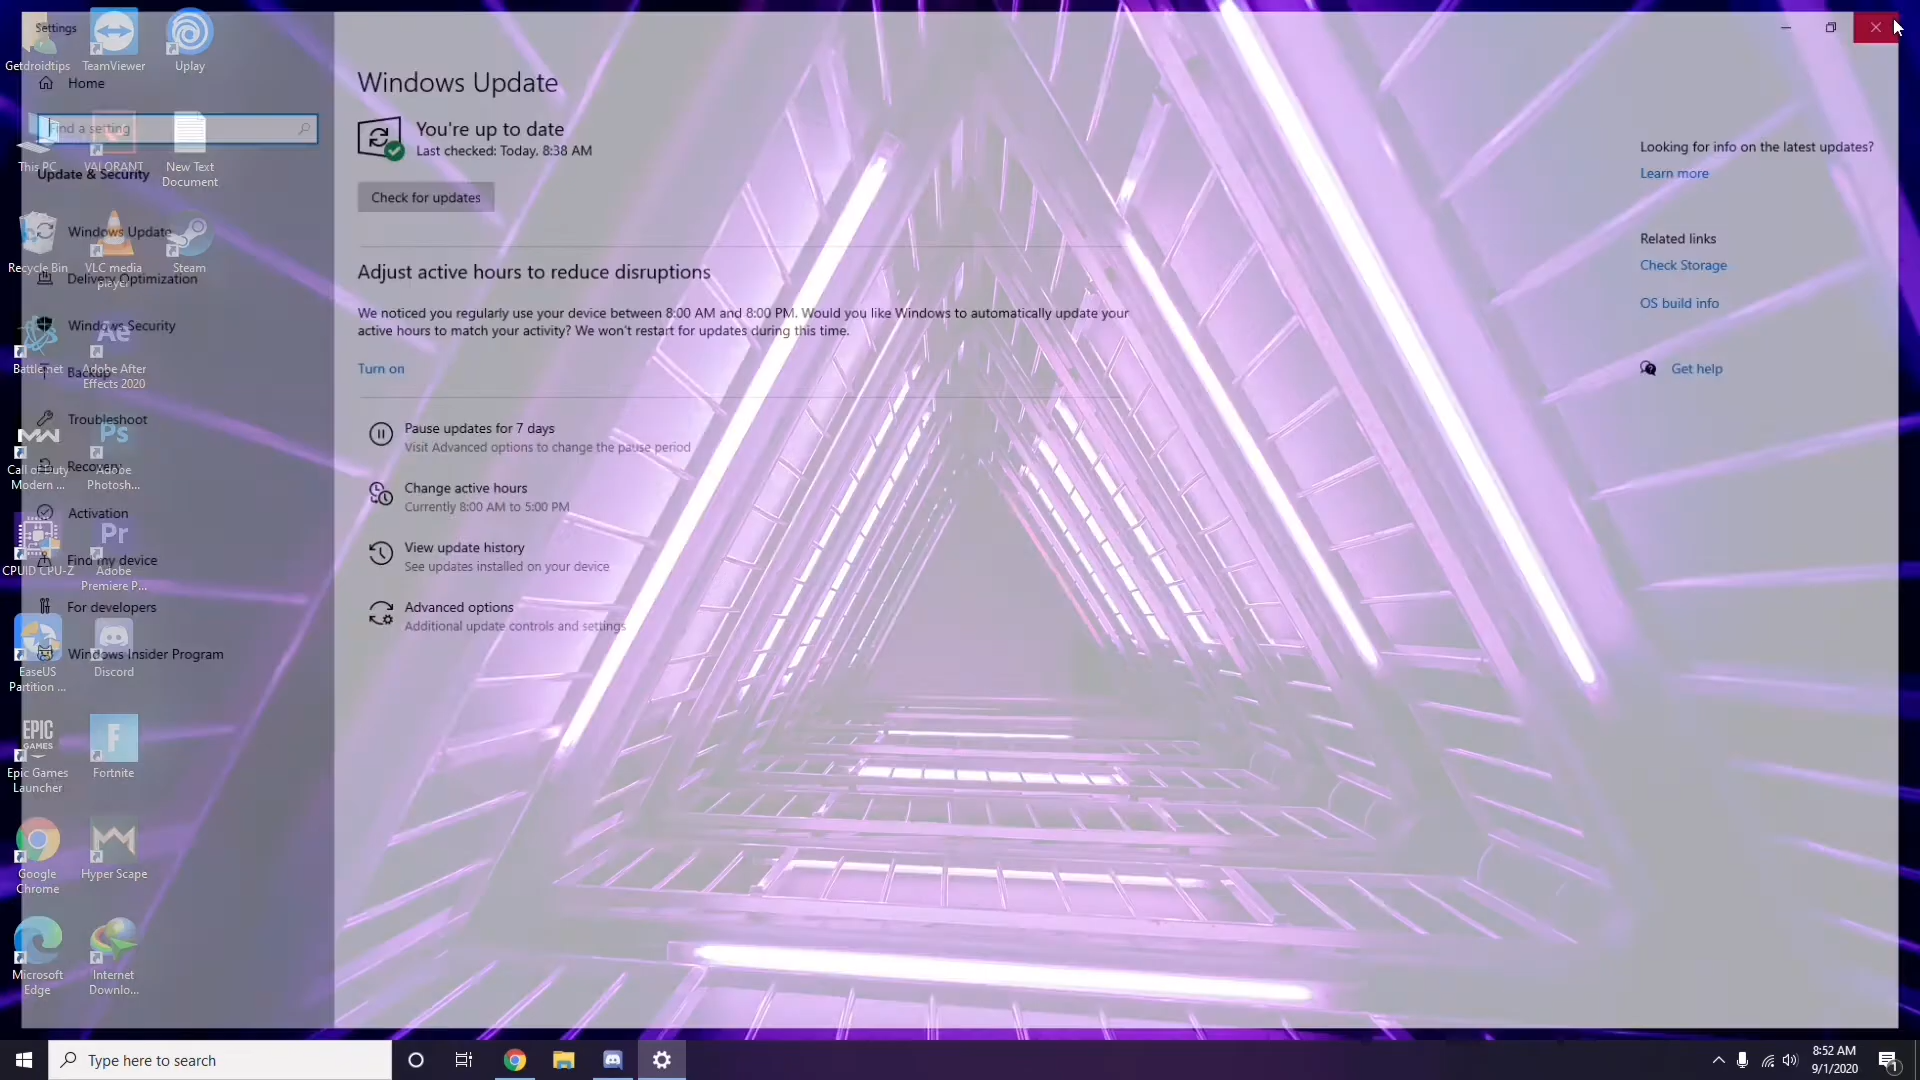 Settings
Home
Find a setting
Update & Security
Windows Update
Delivery Optimization
Windows Security
Backup
Troubleshoot
Recovery
Activation
Find my device
For developers
Windows Insider Program
Windows Update
You're up to date
Last checked: Today, 8:38 AM
Check for updates
Adjust active hours to reduce disruptions
We noticed you regularly use your device between 8:00 AM and 8:00 PM. Would you like Windows to automatically update your
active hours to match your activity? We won't restart for updates during this time.
Turn on
Pause updates for 7 days
Visit Advanced options to change the pause period
Change active hours
Currently 8:00 AM to 5:00 PM
View update history
See updates installed on your device
Advanced options
Additional update controls and settings
Looking for info on the latest updates?
Learn more
Related links
Check Storage
OS build info
Get help
Getdroidtips
TeamViewer
Uplay
This PC
VALORANT
New Text
Document
Recycle Bin
VLC media
player
Steam
Battle.net
Ae
Adobe After
Effects 2020
MW
Call of Duty
Modern ...
Ps
Adobe
Photosh...
CPUID CPU-Z
Pr
Adobe
Premiere P...
EaseUS
Partition ...
Discord
EPIC
GAMES
Epic Games
Launcher
F
Fortnite
Google
Chrome
Hyper Scape
Microsoft
Edge
Internet
Downlo...
Type here to search
8:52 AM
9/1/2020
1